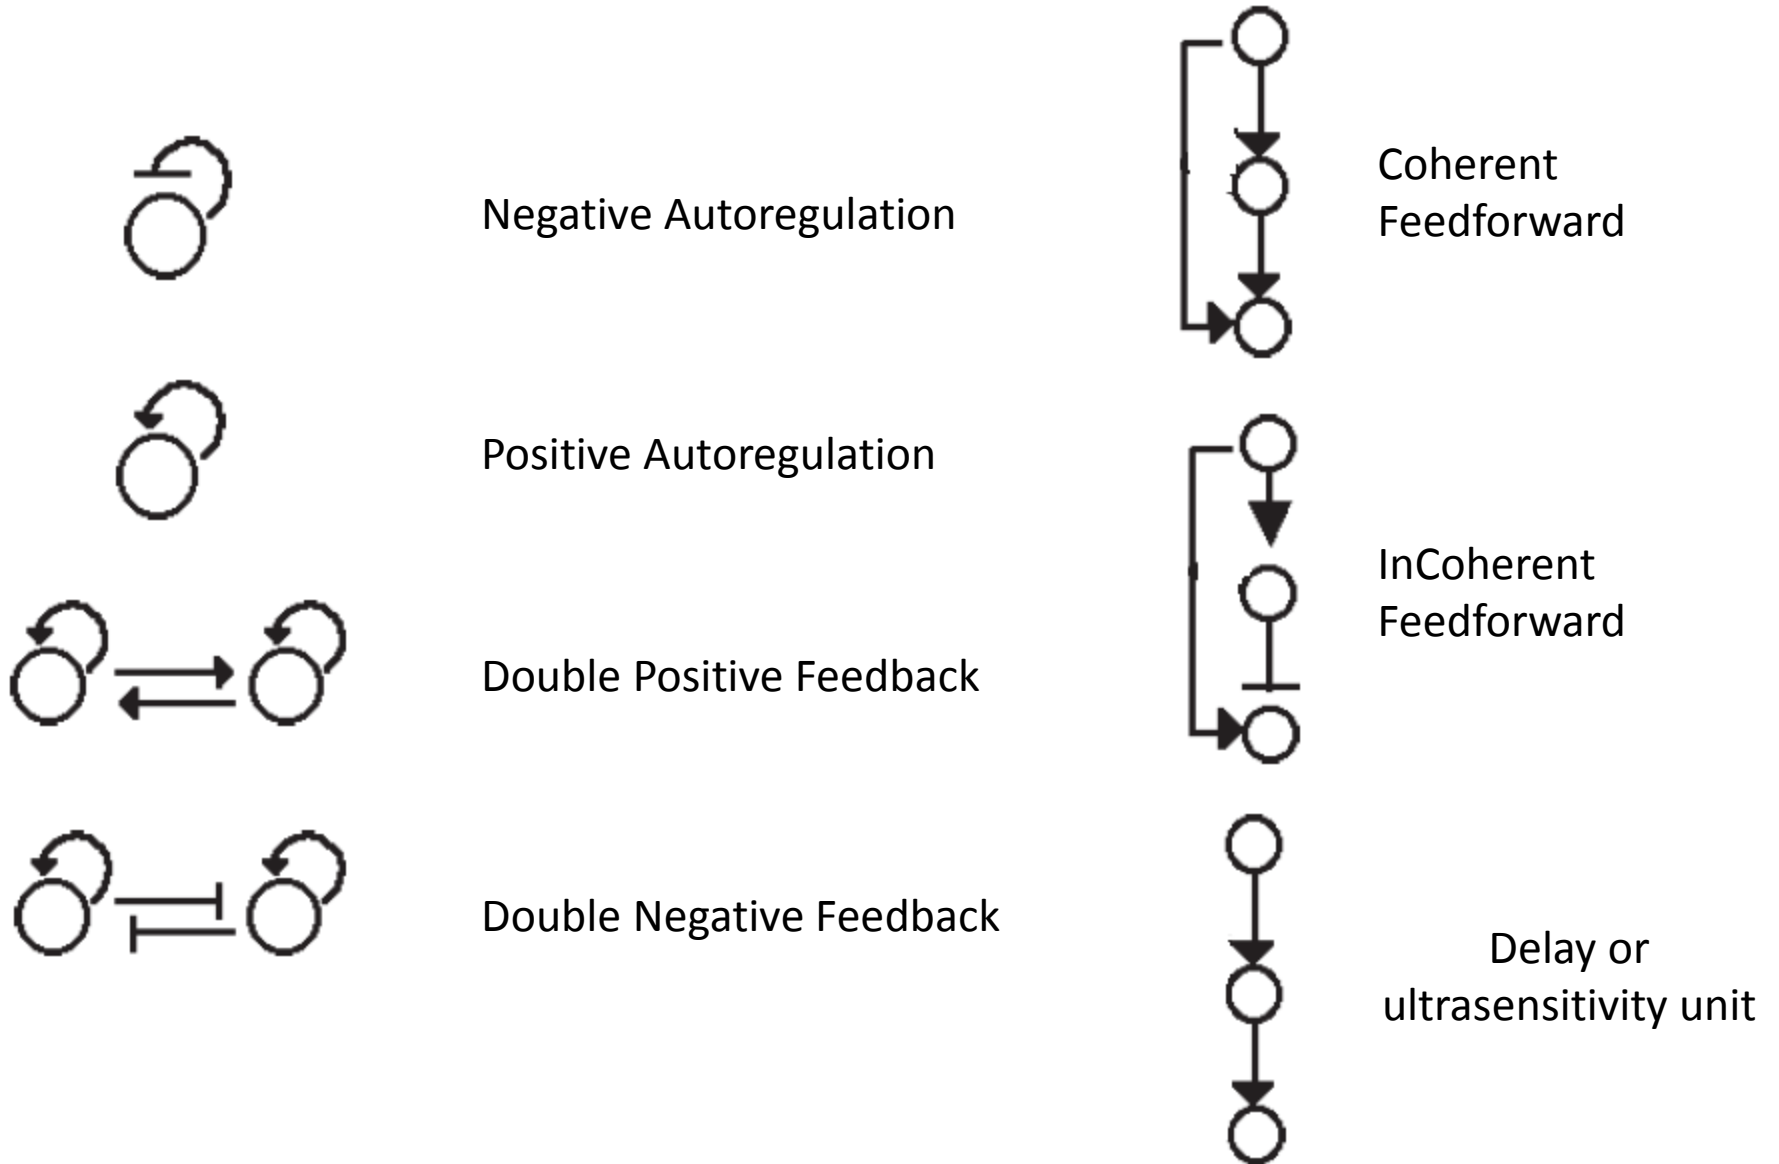 Negative Autoregulation
Positive Autoregulation
Double Positive Feedback
Double Negative Feedback
Coherent
Feedforward
InCoherent
Feedforward
Delay or
ultrasensitivity unit